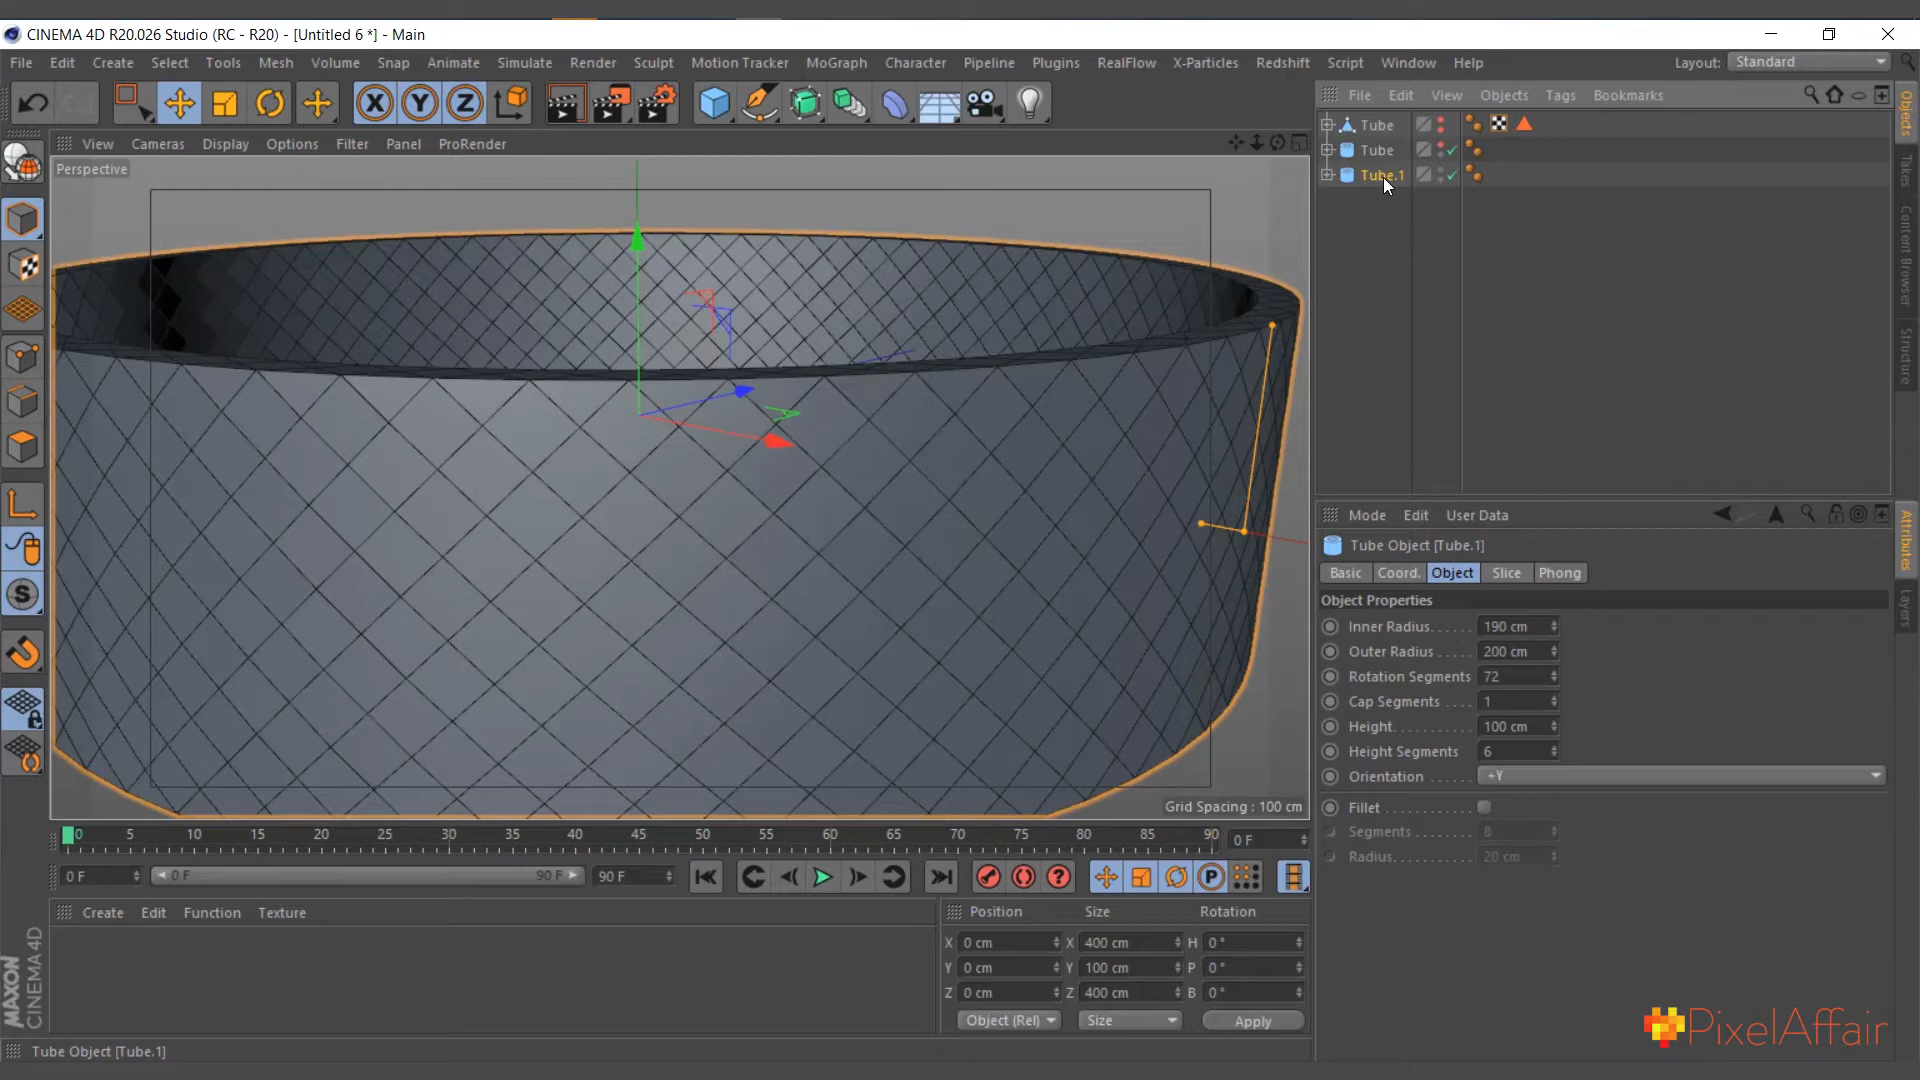 CINEMA 4D R20.026 Studio (RC - R20) - [Untitled 6 *] - Main
File Edit Create Select Tools Mesh Volume Snap Animate Simulate Render Sculpt Motion Tracker MoGraph Character Pipeline Plugins RealFlow X-Particles Redshift Script Window Help Layout: Standard
X Y Z
File Edit View Objects Tags Bookmarks
View Cameras Display Options Filter Panel ProRender
Perspective
Tube
Tube
Tube.1
Objects
Takes
Content Browser
Structure
S
Grid Spacing : 100 cm
Mode Edit User Data
Tube Object [Tube.1]
Basic Coord. Object Slice Phong
Object Properties
Inner Radius. . . . . 190 cm
Outer Radius . . . . . 200 cm
Rotation Segments 72
Cap Segments . . . . 1
Height. . . . . . . . . . 100 cm
Height Segments 6
Orientation . . . . . . +Y
Fillet . . . . . . . . . . .
Segments . . . . . . . 8
Radius. . . . . . . . . . 20 cm
Attributes
Layers
0 5 10 15 20 25 30 35 40 45 50 55 60 65 70 75 80 85 90 0 F
0 F 0 F 90 F 90 F ? P
Create Edit Function Texture
Position Size Rotation
X 0 cm X 400 cm H 0 °
Y 0 cm Y 100 cm P 0 °
Z 0 cm Z 400 cm B 0 °
Object (Rel) Size Apply
MAXON
CINEMA 4D
Tube Object [Tube.1]
PixelAffair